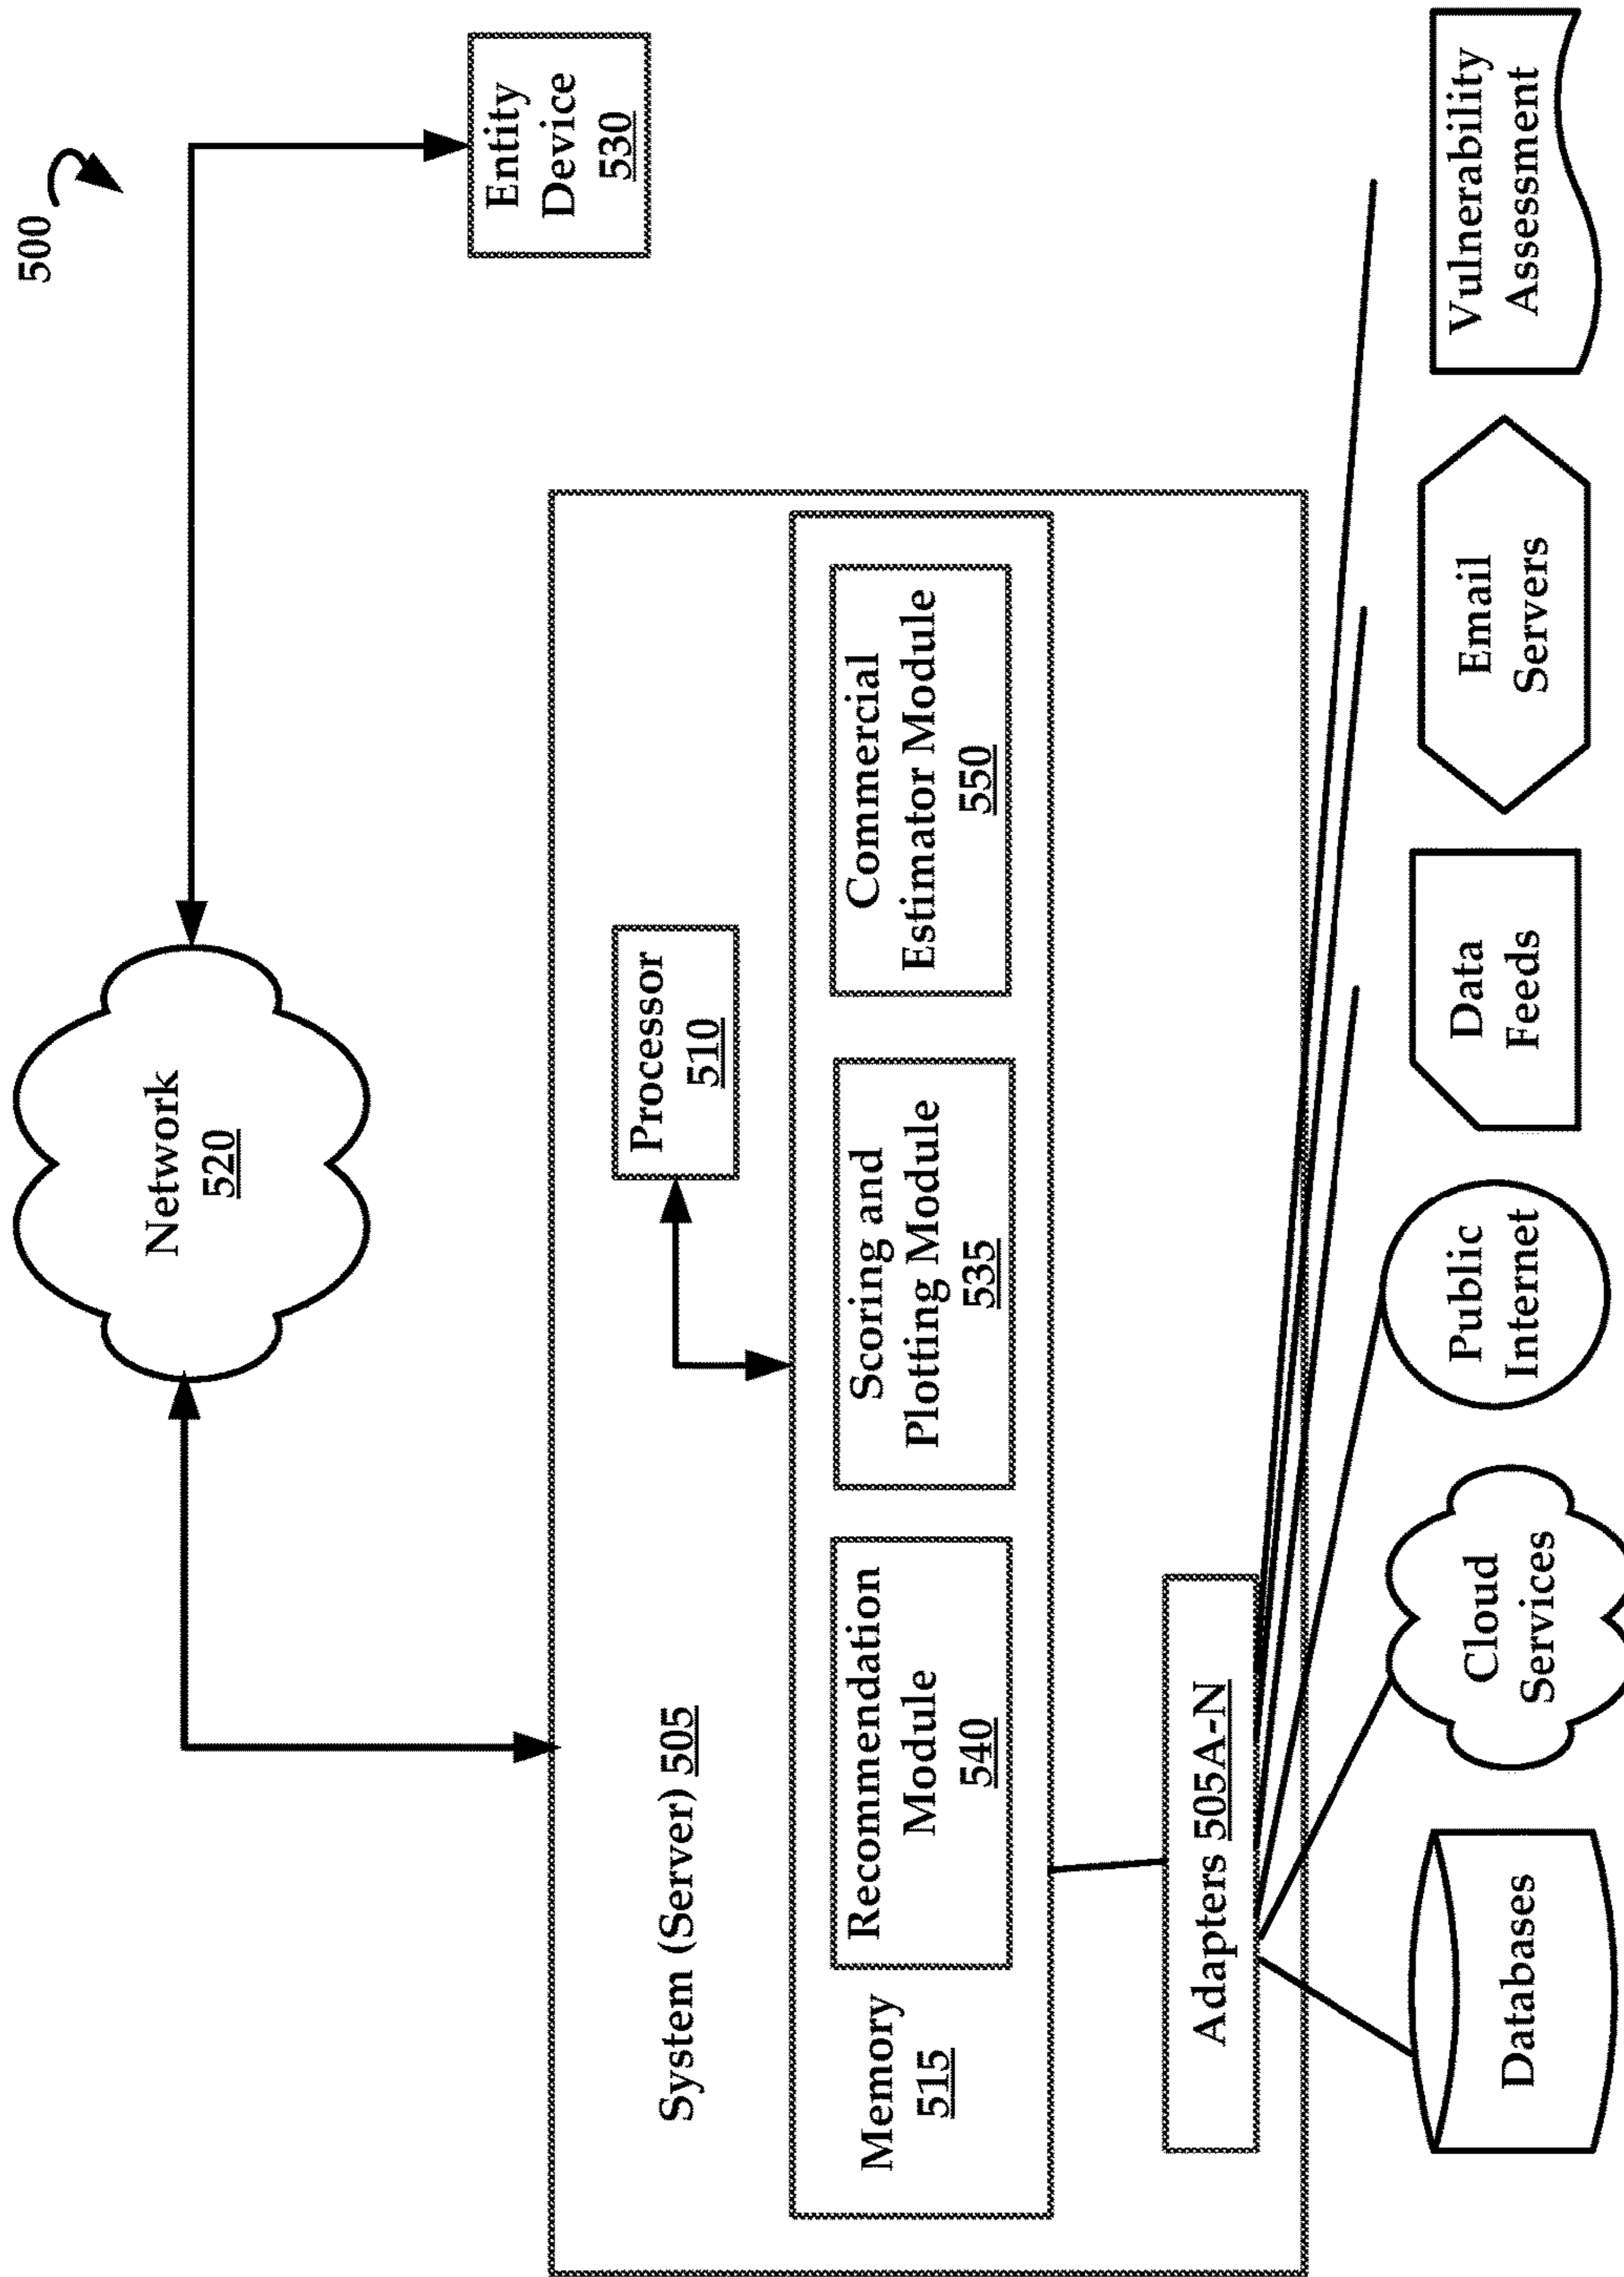 500
Network
520
Entity
Device
530
System (Server) 505
Processor
510
Memory
515
Recommendation
Module
540
Scoring and
Plotting Module
535
Commercial
Estimator Module
550
Adapters 505A-N
Databases
Cloud
Services
Public
Internet
Data
Feeds
Email
Servers
Vulnerability
Assessment